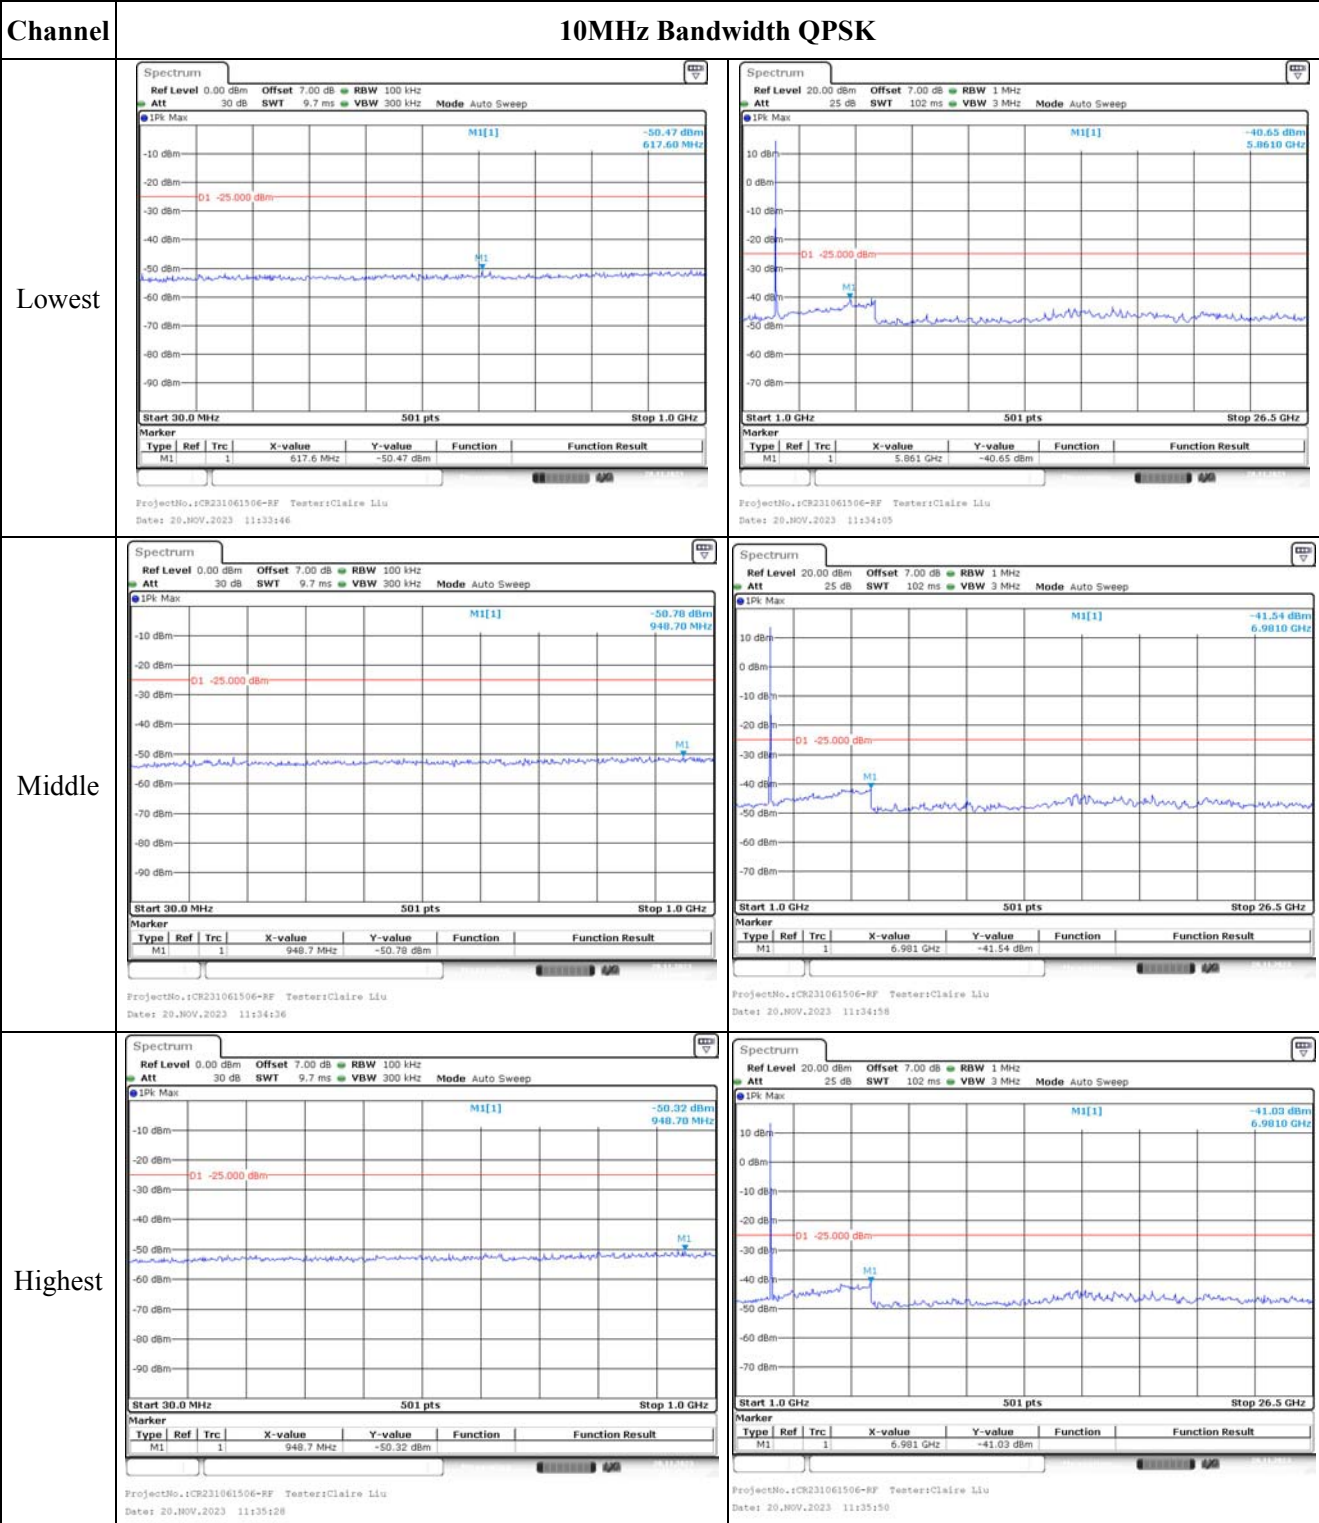 Channel 10MHz Bandwidth QPSK
Lowest
Spectrum
Ref Level 0.00 dBm Offset 7.00 dB RBW 100 kHz
Att 30 dB SWT 9.7 ms VBW 300 kHz Mode Auto Sweep
1Pk Max
M1[1] -50.47 dBm
617.60 MHz
-10 dBm
-20 dBm
D1 -25.000 dBm
-30 dBm
-40 dBm
M1
-50 dBm
-60 dBm
-70 dBm
-80 dBm
-90 dBm
Start 30.0 MHz 501 pts Stop 1.0 GHz
Marker
Type Ref Trc X-value Y-value Function Function Result
M1 1 617.6 MHz -50.47 dBm
ProjectNo.:CR231061506-RF Tester:Claire Liu
Date: 20.NOV.2023 11:33:46
Spectrum
Ref Level 20.00 dBm Offset 7.00 dB RBW 1 MHz
Att 25 dB SWT 102 ms VBW 3 MHz Mode Auto Sweep
1Pk Max
M1[1] -40.65 dBm
5.8610 GHz
10 dBm
0 dBm
-10 dBm
-20 dBm
D1 -25.000 dBm
-30 dBm
M1
-40 dBm
-50 dBm
-60 dBm
-70 dBm
Start 1.0 GHz 501 pts Stop 26.5 GHz
Marker
Type Ref Trc X-value Y-value Function Function Result
M1 1 5.861 GHz -40.65 dBm
ProjectNo.:CR231061506-RF Tester:Claire Liu
Date: 20.NOV.2023 11:34:05
Middle
Spectrum
Ref Level 0.00 dBm Offset 7.00 dB RBW 100 kHz
Att 30 dB SWT 9.7 ms VBW 300 kHz Mode Auto Sweep
1Pk Max
M1[1] -50.78 dBm
948.70 MHz
-10 dBm
-20 dBm
D1 -25.000 dBm
-30 dBm
-40 dBm
M1
-50 dBm
-60 dBm
-70 dBm
-80 dBm
-90 dBm
Start 30.0 MHz 501 pts Stop 1.0 GHz
Marker
Type Ref Trc X-value Y-value Function Function Result
M1 1 948.7 MHz -50.78 dBm
ProjectNo.:CR231061506-RF Tester:Claire Liu
Date: 20.NOV.2023 11:34:36
Spectrum
Ref Level 20.00 dBm Offset 7.00 dB RBW 1 MHz
Att 25 dB SWT 102 ms VBW 3 MHz Mode Auto Sweep
1Pk Max
M1[1] -41.54 dBm
6.9810 GHz
10 dBm
0 dBm
-10 dBm
-20 dBm
D1 -25.000 dBm
-30 dBm
M1
-40 dBm
-50 dBm
-60 dBm
-70 dBm
Start 1.0 GHz 501 pts Stop 26.5 GHz
Marker
Type Ref Trc X-value Y-value Function Function Result
M1 1 6.981 GHz -41.54 dBm
ProjectNo.:CR231061506-RF Tester:Claire Liu
Date: 20.NOV.2023 11:34:58
Highest
Spectrum
Ref Level 0.00 dBm Offset 7.00 dB RBW 100 kHz
Att 30 dB SWT 9.7 ms VBW 300 kHz Mode Auto Sweep
1Pk Max
M1[1] -50.32 dBm
948.70 MHz
-10 dBm
-20 dBm
D1 -25.000 dBm
-30 dBm
-40 dBm
M1
-50 dBm
-60 dBm
-70 dBm
-80 dBm
-90 dBm
Start 30.0 MHz 501 pts Stop 1.0 GHz
Marker
Type Ref Trc X-value Y-value Function Function Result
M1 1 948.7 MHz -50.32 dBm
ProjectNo.:CR231061506-RF Tester:Claire Liu
Date: 20.NOV.2023 11:35:28
Spectrum
Ref Level 20.00 dBm Offset 7.00 dB RBW 1 MHz
Att 25 dB SWT 102 ms VBW 3 MHz Mode Auto Sweep
1Pk Max
M1[1] -41.03 dBm
6.9810 GHz
10 dBm
0 dBm
-10 dBm
-20 dBm
D1 -25.000 dBm
-30 dBm
M1
-40 dBm
-50 dBm
-60 dBm
-70 dBm
Start 1.0 GHz 501 pts Stop 26.5 GHz
Marker
Type Ref Trc X-value Y-value Function Function Result
M1 1 6.981 GHz -41.03 dBm
ProjectNo.:CR231061506-RF Tester:Claire Liu
Date: 20.NOV.2023 11:35:50